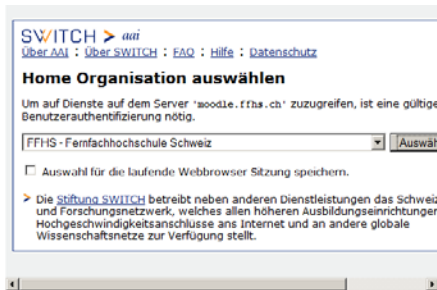 SWITCH > aai
Über AAI : Über SWITCH : FAQ : Hilfe : Datenschutz
Home Organisation auswählen
Um auf Dienste auf dem Server 'moodle.ffhs.ch' zuzugreifen, ist eine gültige
Benutzerauthentifizierung nötig.
FFHS - Fernfachhochschule Schweiz
Auswäh
Auswahl für die laufende Webbrowser Sitzung speichern.
> Die Stiftung SWITCH betreibt neben anderen Dienstleistungen das Schweiz
und Forschungsnetzwerk, welches allen höheren Ausbildungseinrichtungen
Hochgeschwindigkeitsanschlüsse ans Internet und an andere globale
Wissenschaftsnetze zur Verfügung stellt.